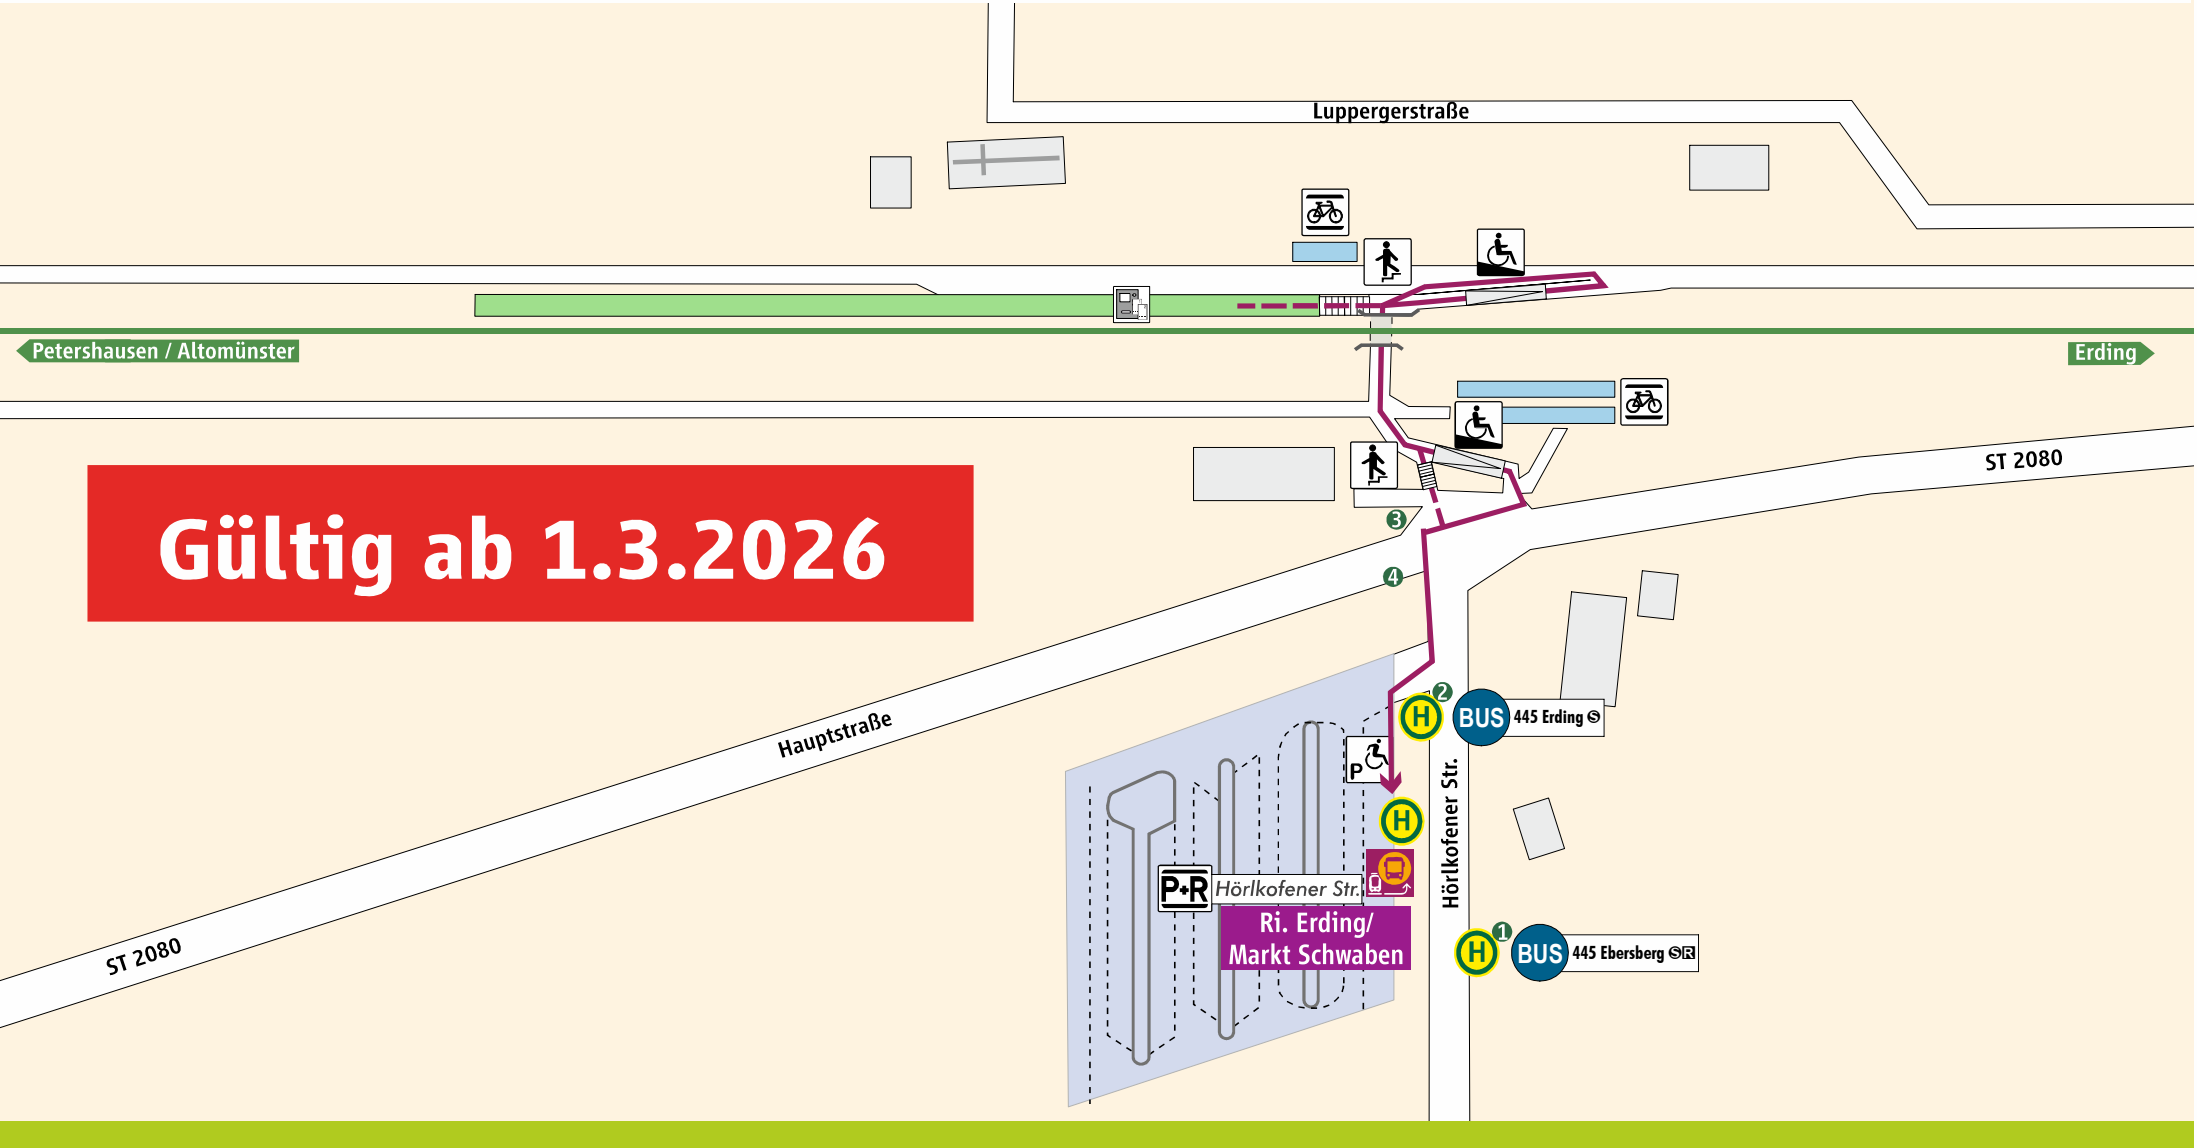 Luppergerstraße
Petershausen / Altomünster
Erding
ST 2080
Gültig ab 1.3.2026
3
4
2
H
BUS
445 Erding S
Hauptstraße
P
H
Hörlkofener Str.
P+R
Hörlkofener Str.
Ri. Erding/
Markt Schwaben
1
H
BUS
445 Ebersberg S R
ST 2080